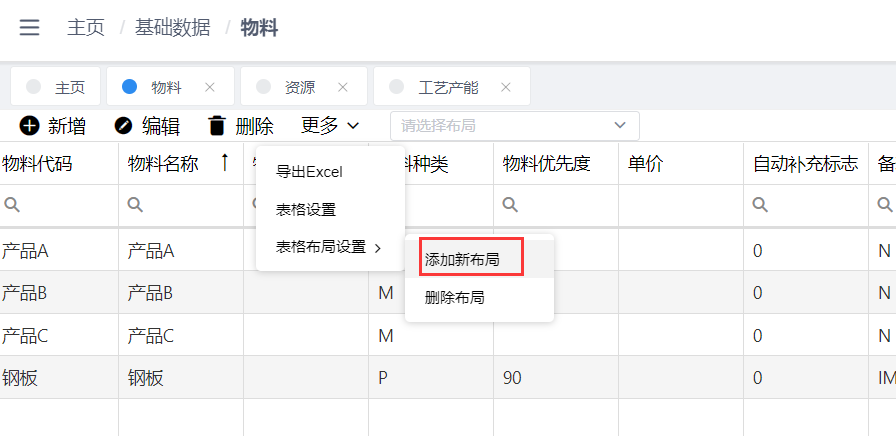 主页 / 基础数据 / 物料
主页 物料 × 资源 × 工艺产能 ×
新增 编辑 删除 更多 请选择布局
物料代码 物料名称 ↑ 料种类 物料优先度 单价 自动补充标志 备
导出Excel
表格设置
表格布局设置 >
添加新布局
删除布局
产品A 产品A 0 N
产品B 产品B M 0 N
产品C 产品C M 0 N
钢板 钢板 P 90 0 IM